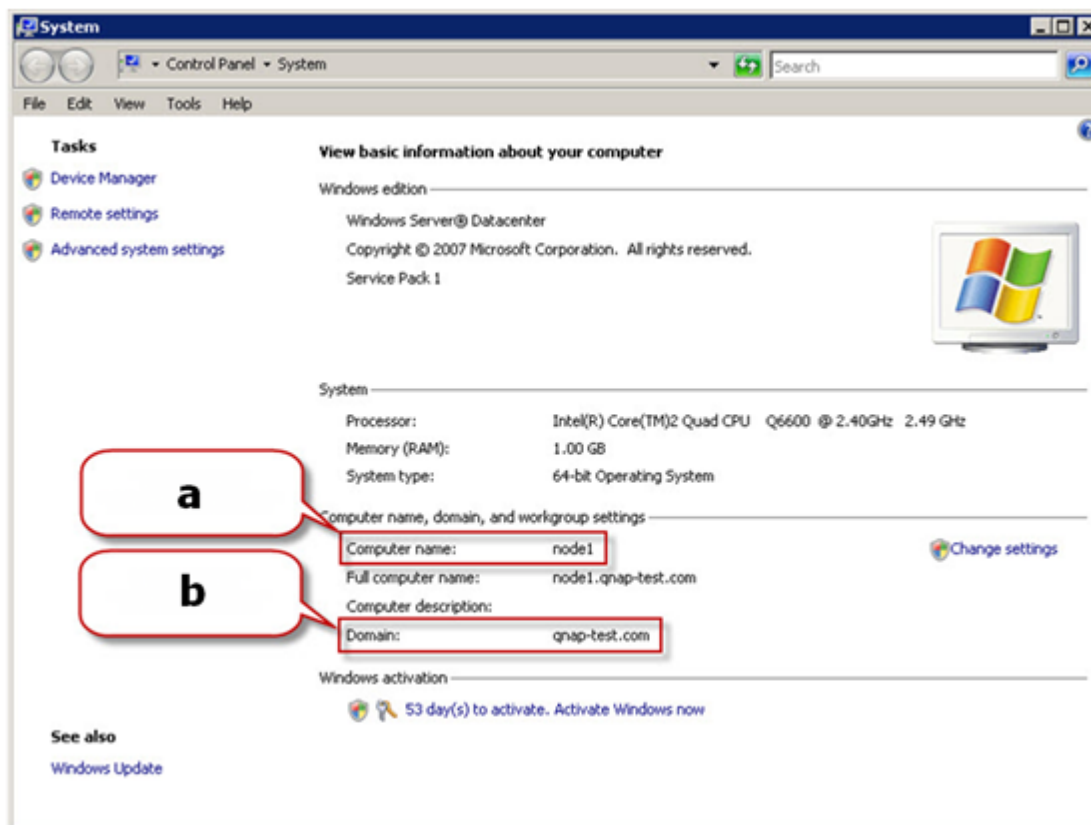 System
Control Panel System
Search
File Edit View Tools Help
Tasks
Device Manager
Remote settings
Advanced system settings
View basic information about your computer
Windows edition
Windows Server® Datacenter
Copyright © 2007 Microsoft Corporation. All rights reserved.
Service Pack 1
System
Processor: Intel(R) Core(TM)2 Quad CPU Q6600 @ 2.40GHz 2.49 GHz
Memory (RAM): 1.00 GB
System type: 64-bit Operating System
a
Computer name, domain, and workgroup settings
Computer name: node1
Change settings
Full computer name: node1.qnap-test.com
b
Computer description:
Domain: qnap-test.com
Windows activation
53 day(s) to activate. Activate Windows now
See also
Windows Update